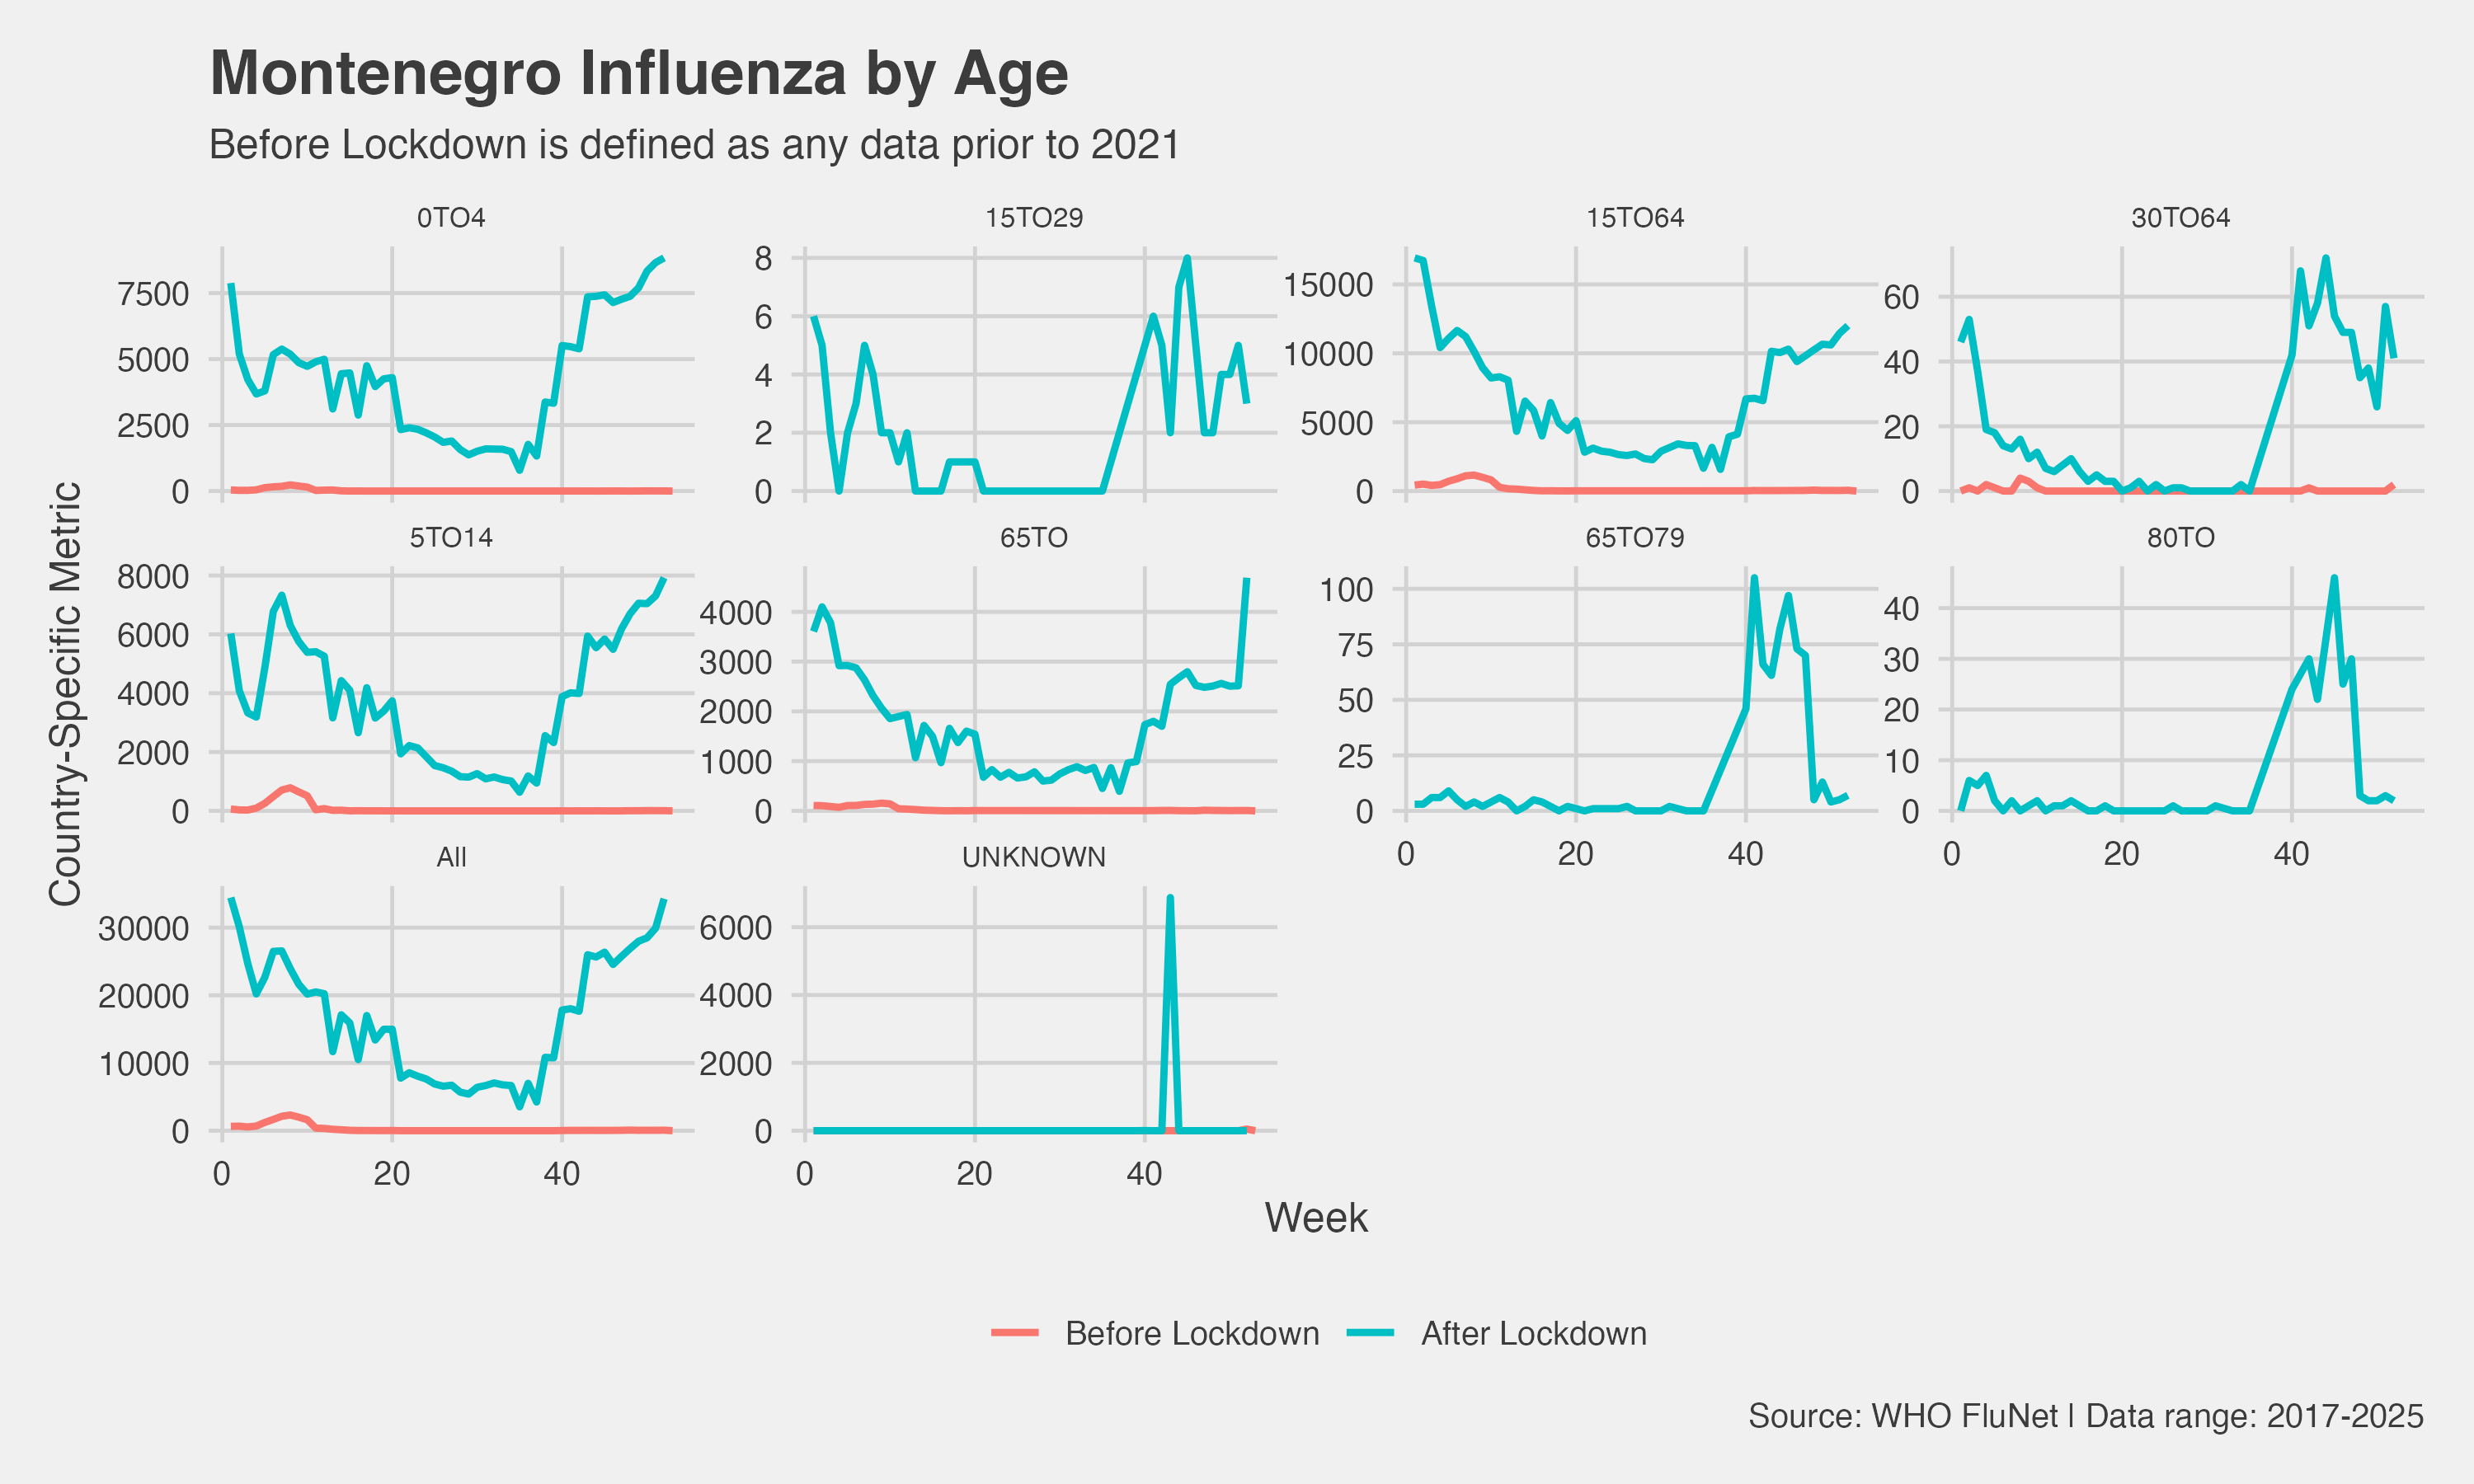 Montenegro Influenza by Age
Before Lockdown is defined as any data prior to 2021
Country-Specific Metric
0TO4
7500
5000
2500
0
15TO29
8
6
4
2
0
15TO64
15000
10000
5000
0
30TO64
60
40
20
0
5TO14
8000
6000
4000
2000
0
65TO
4000
3000
2000
1000
0
65TO79
100
75
50
25
0
0 20 40
80TO
40
30
20
10
0
0 20 40
All
30000
20000
10000
0
0 20 40
UNKNOWN
6000
4000
2000
0
0 20 40
Week
Before Lockdown After Lockdown
Source: WHO FluNet | Data range: 2017-2025